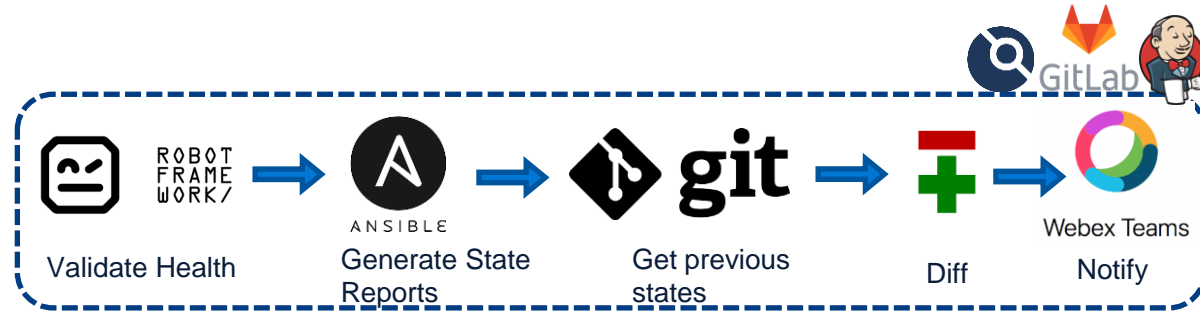 GitLab
ROBOT
FRAME
WORK/
ANSIBLE
git
Webex Teams
Validate Health
Generate State
Reports
Get previous
states
Diff
Notify